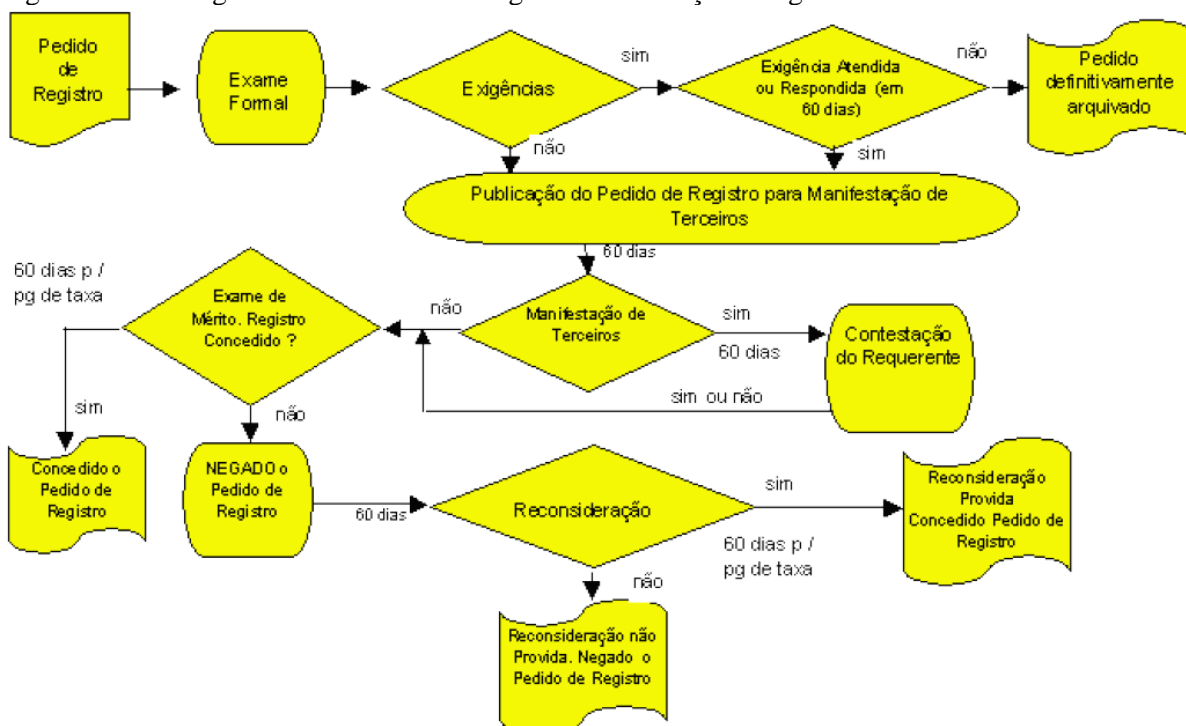 Pedido
de
Registro
Exame
Formal
Exigências
sim
Exigência Atendida
ou Respondida (em
60 dias)
não
Pedido
definitivamente
arquivado
não
sim
Publicação do Pedido de Registro para Manifestação de
Terceiros
60 dias
60 dias p /
pg de taxa
Exame de
Mérito. Registro
Concedido ?
não
Manifestação de
Terceiros
sim
60 dias
Contestação
do Requerente
sim ou não
sim
não
Concedido o
Pedido de
Registro
NEGADO o
Pedido de
Registro
60 dias
Reconsideração
sim
60 dias p /
pg de taxa
Reconsideração
Provida
Concedido Pedido de
Registro
não
Reconsideração não
Provida. Negado o
Pedido de Registro